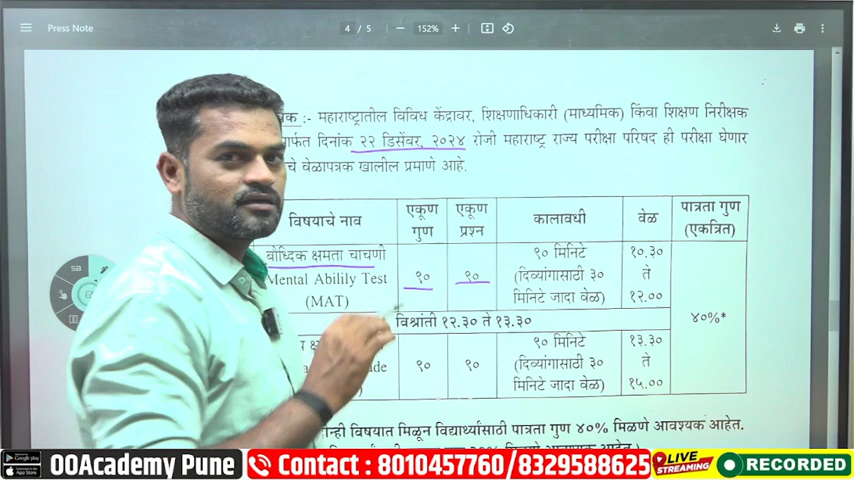 Press Note
4 / 5
152%
:- महाराष्ट्रातील विविध केंद्रावर, शिक्षणाधिकारी (माध्यमिक) किंवा शिक्षण निरीक्षक
दिनांक २२ डिसेंबर, २०२४ रोजी महाराष्ट्र राज्य परीक्षा परिषद ही परीक्षा घेणार
वेळापत्रक खालील प्रमाणे आहे.
विषयाचे नाव
एकूण गुण
एकूण प्रश्न
कालावधी
वेळ
पात्रता गुण (एकत्रित)
बोध्दिक क्षमता चाचणी
Mental Abilily Test
(MAT)
९०
९०
९० मिनिटे
(दिव्यांगासाठी ३०
मिनिटे जादा वेळ)
१०.३०
ते
१२.००
४०%*
विश्रांती १२.३० ते १३.३०
९०
९०
९० मिनिटे
(दिव्यांगासाठी ३०
मिनिटे जादा वेळ)
१३.३०
ते
१५.००
विषयात मिळून विद्यार्थ्यासाठी पात्रता गुण ४०% मिळणे आवश्यक आहेत.
OOAcademy Pune
Contact : 8010457760/8329588625
LIVE
STREAMING
RECORDED